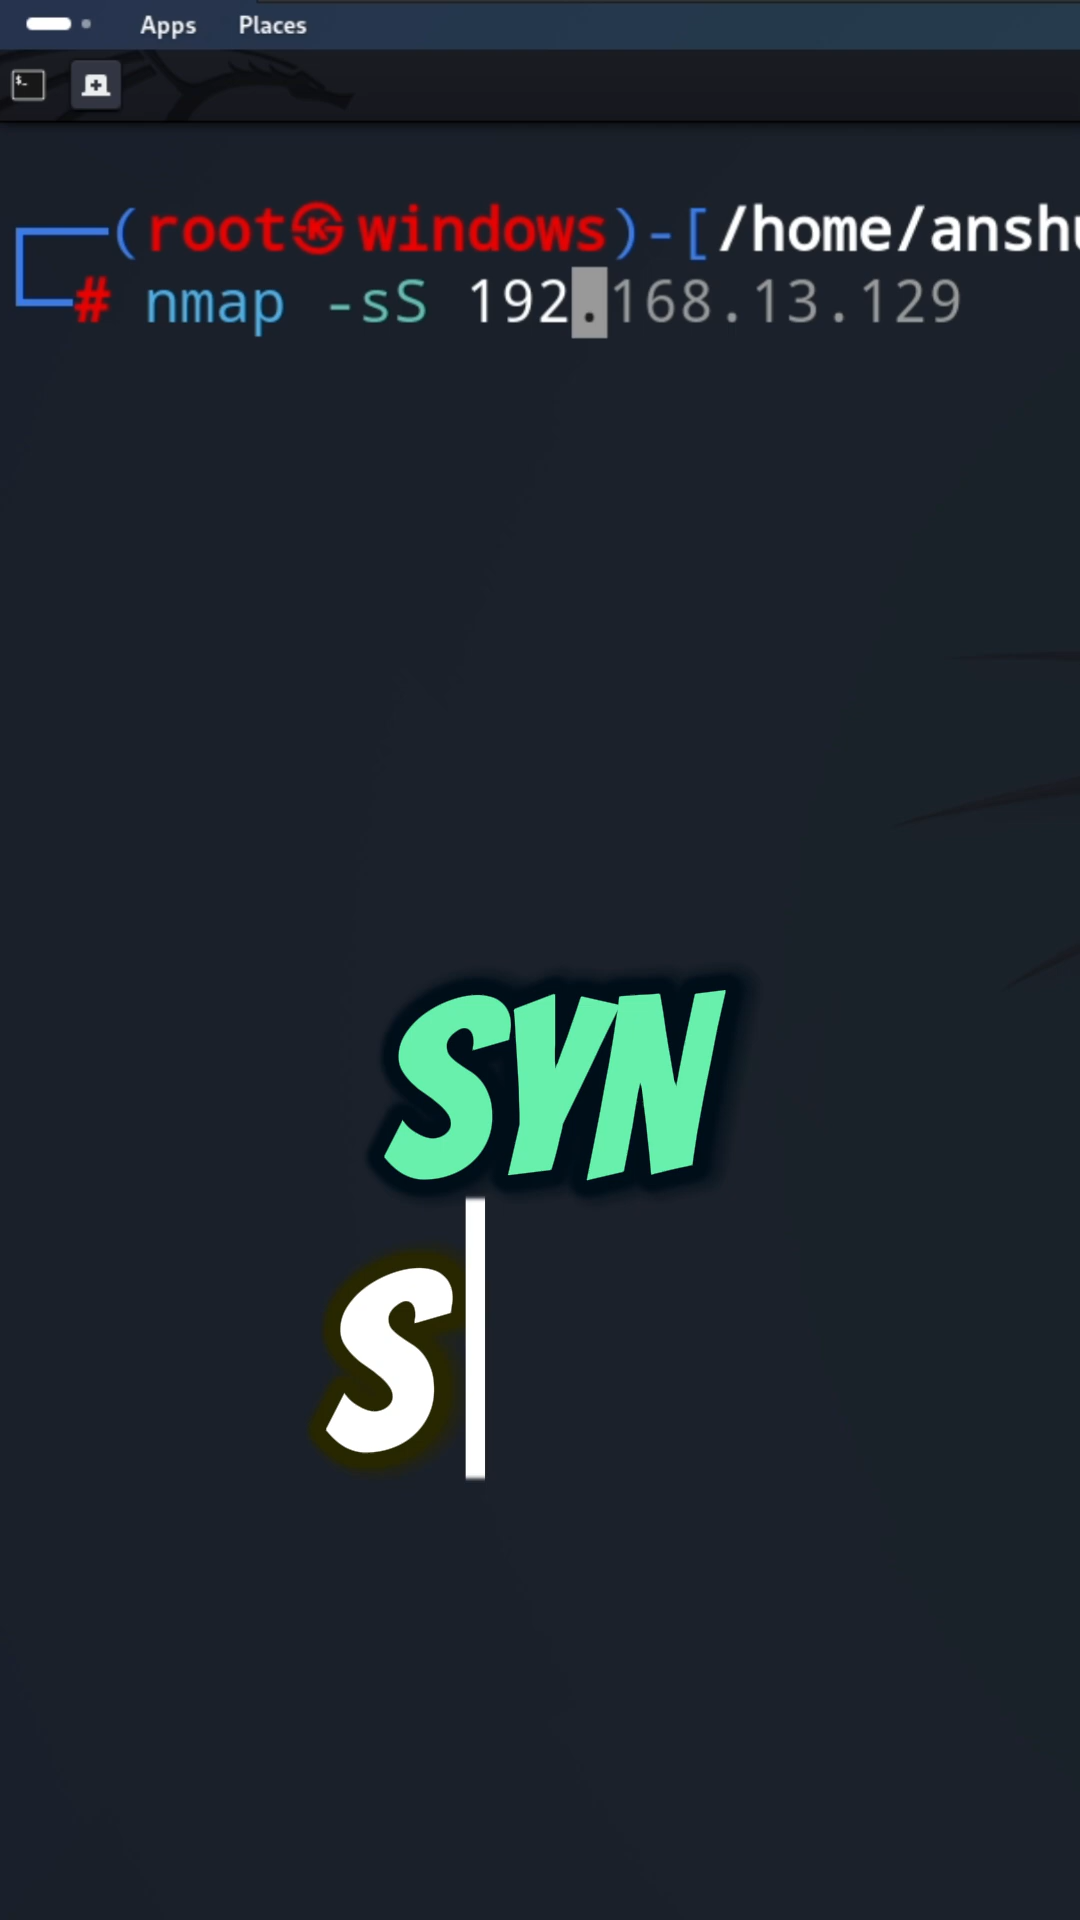 Apps Places
$-
(root㉿windows)-[/home/anshu
# nmap -sS 192.168.13.129
SYN
S